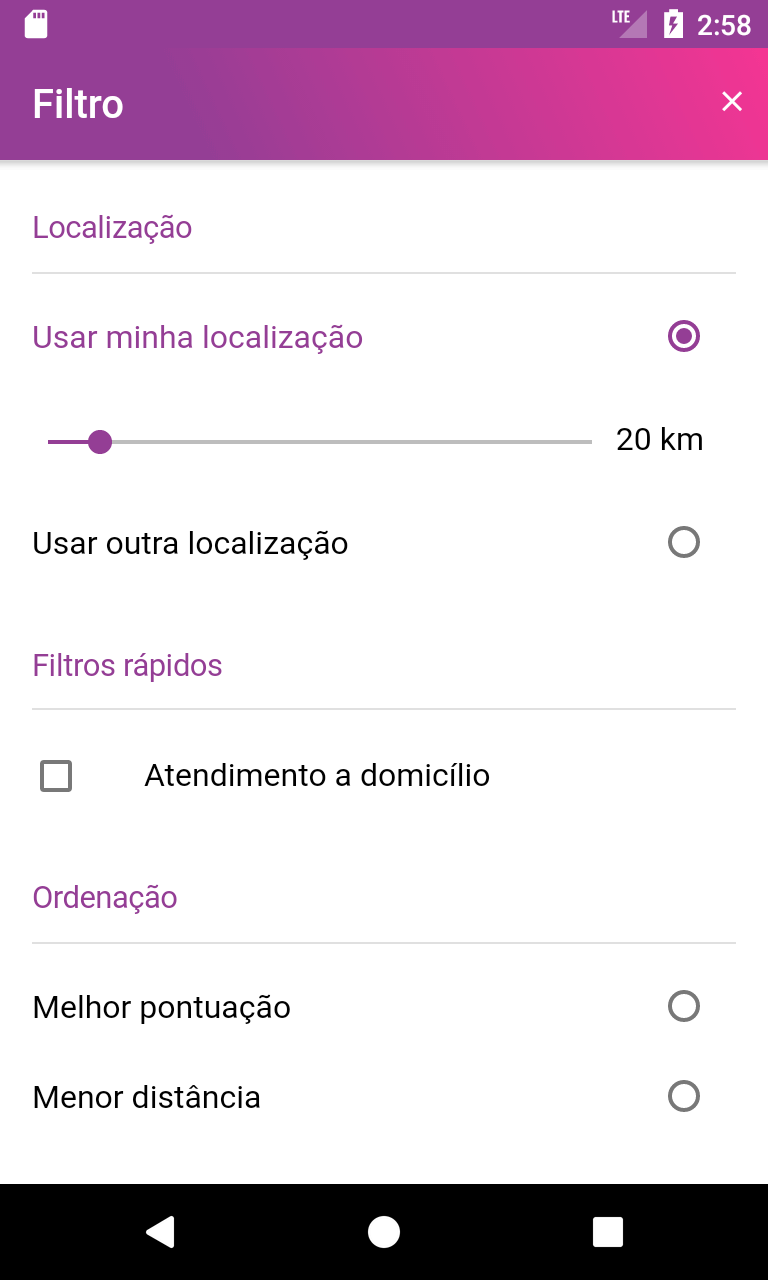 LTE 2:58
Filtro
Localização
Usar minha localização
20 km
Usar outra localização
Filtros rápidos
Atendimento a domicílio
Ordenação
Melhor pontuação
Menor distância